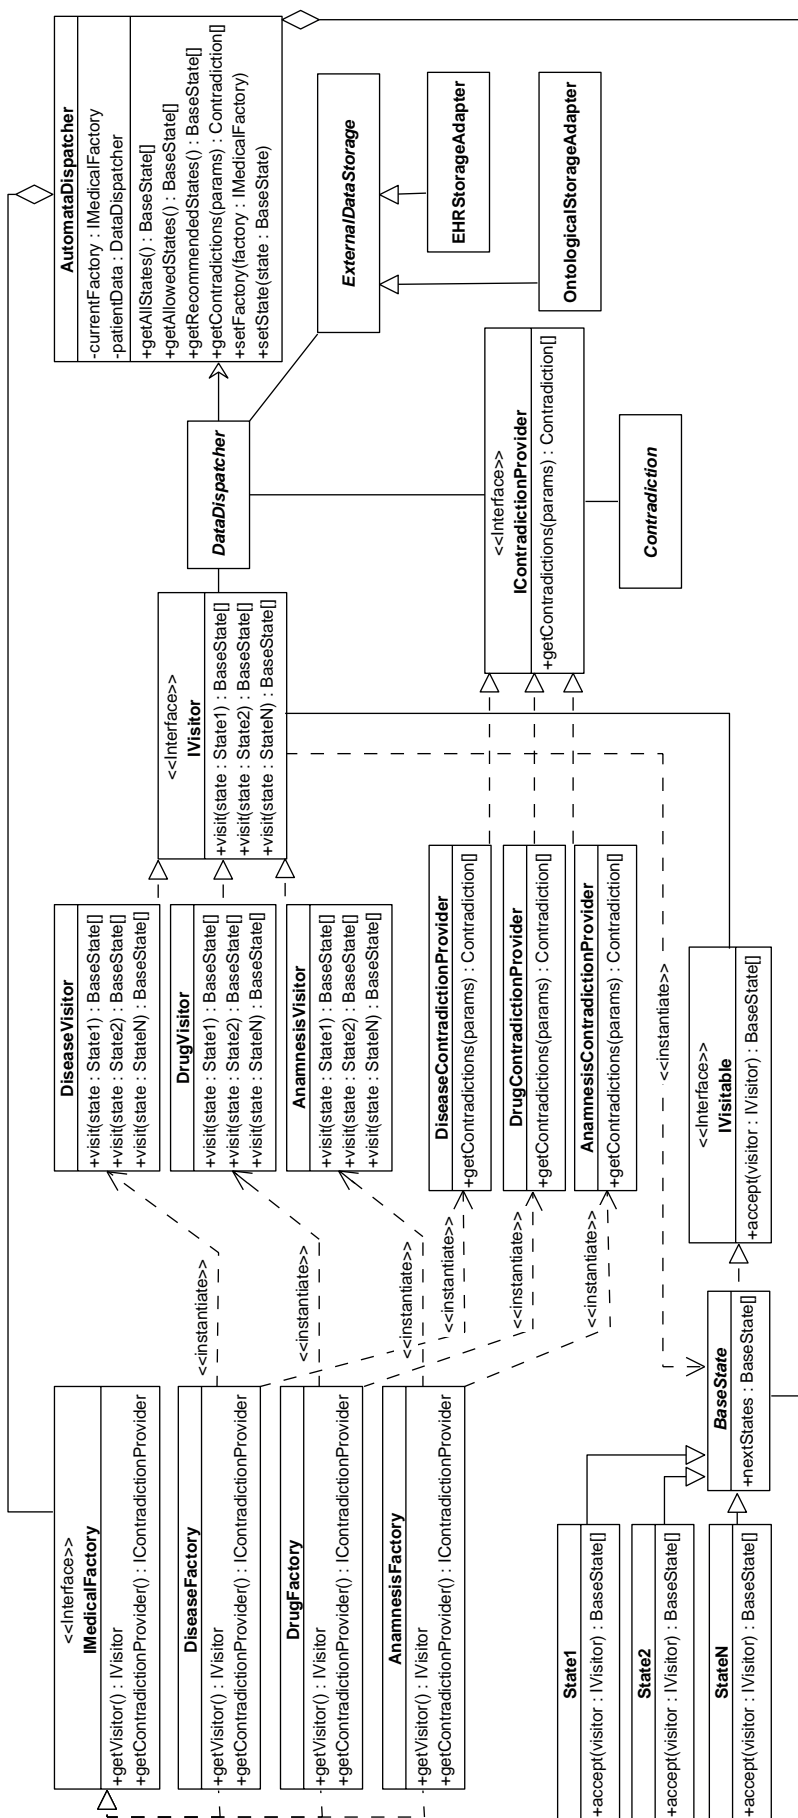 <<Interface>>
IMedicalFactory
+getVisitor() : IVisitor
+getContradictionProvider() : IContradictionProvider
DiseaseFactory
+getVisitor() : IVisitor
+getContradictionProvider() : IContradictionProvider
DrugFactory
+getVisitor() : IVisitor
+getContradictionProvider() : IContradictionProvider
AnamnesisFactory
+getVisitor() : IVisitor
+getContradictionProvider() : IContradictionProvider
State1
+accept(visitor : IVisitor) : BaseState[]
State2
+accept(visitor : IVisitor) : BaseState[]
StateN
+accept(visitor : IVisitor) : BaseState[]
<<instantiate>>
<<instantiate>>
<<instantiate>>
<<instantiate>>
<<instantiate>>
<<instantiate>>
BaseState
+nextStates : BaseState[]
DiseaseVisitor
+visit(state : State1) : BaseState[]
+visit(state : State2) : BaseState[]
+visit(state : StateN) : BaseState[]
DrugVisitor
+visit(state : State1) : BaseState[]
+visit(state : State2) : BaseState[]
+visit(state : StateN) : BaseState[]
AnamnesisVisitor
+visit(state : State1) : BaseState[]
+visit(state : State2) : BaseState[]
+visit(state : StateN) : BaseState[]
DiseaseContradictionProvider
+getContradictions(params) : Contradiction[]
DrugContradictionProvider
+getContradictions(params) : Contradiction[]
AnamnesisContradictionProvider
+getContradictions(params) : Contradiction[]
<<instantiate>>
<<Interface>>
IVisitable
+accept(visitor : IVisitor) : BaseState[]
<<Interface>>
IVisitor
+visit(state : State1) : BaseState[]
+visit(state : State2) : BaseState[]
+visit(state : StateN) : BaseState[]
DataDispatcher
<<Interface>>
IContradictionProvider
+getContradictions(params) : Contradiction[]
Contradiction
AutomataDispatcher
-currentFactory : IMedicalFactory
-patientData : DataDispatcher
+getAllStates() : BaseState[]
+getAllowedStates() : BaseState[]
+getRecommendedStates() : BaseState[]
+getContradictions(params) : Contradiction[]
+setFactory(factory : IMedicalFactory)
+setState(state : BaseState)
ExternalDataStorage
EHRStorageAdapter
OntologicalStorageAdapter